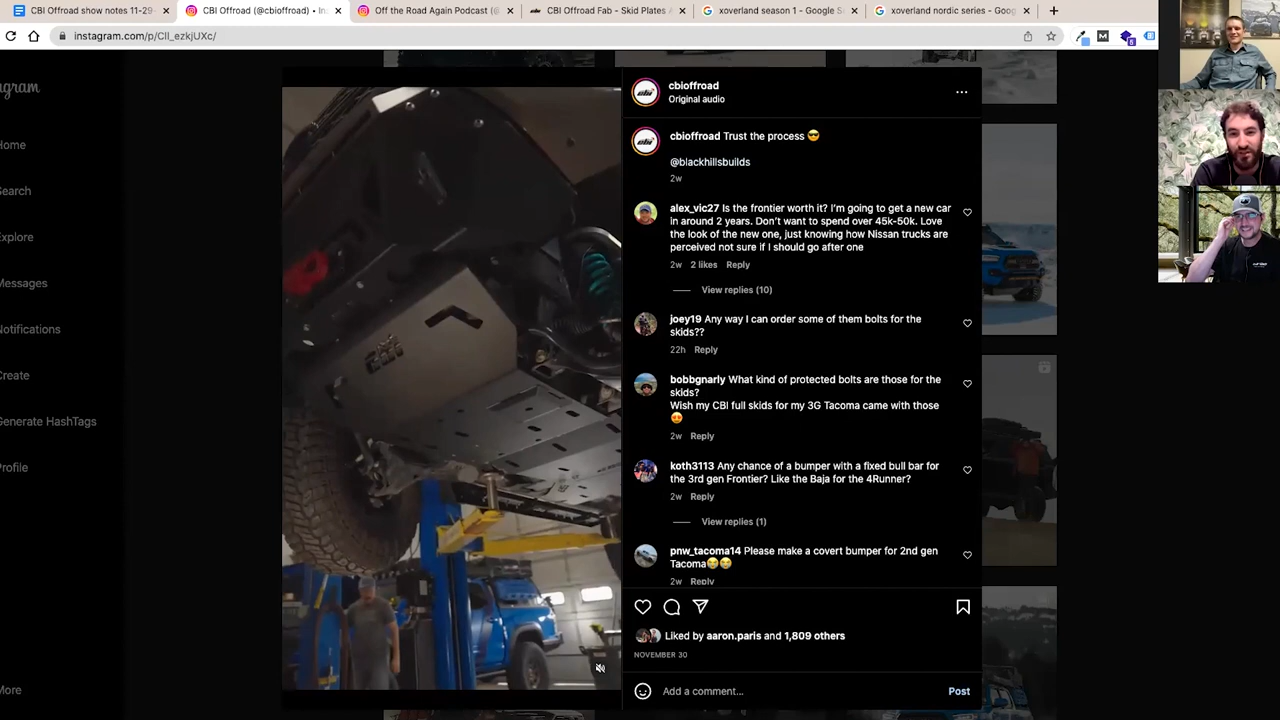 CBI Offroad show notes 11-29-
CBI Offroad (@cbioffroad) • Ins
Off the Road Again Podcast (@
CBI Offroad Fab - Skid Plates A
xoverland season 1 - Google S
xoverland nordic series - Goog
instagram.com/p/Cll_ezkjUXc/
gram
Home
Search
Explore
Messages
Notifications
Create
Generate HashTags
Profile
More
cbi
cbioffroad
Original audio
cbioffroad Trust the process 😎
@blackhillsbuilds
2w
alex_vic27 Is the frontier worth it? I'm going to get a new car
in around 2 years. Don't want to spend over 45k-50k. Love
the look of the new one, just knowing how Nissan trucks are
perceived not sure if I should go after one
2w 2 likes Reply
View replies (10)
joey19 Any way I can order some of them bolts for the
skids??
22h Reply
bobbgnarly What kind of protected bolts are those for the
skids?
Wish my CBI full skids for my 3G Tacoma came with those
😍
2w Reply
koth3113 Any chance of a bumper with a fixed bull bar for
the 3rd gen Frontier? Like the Baja for the 4Runner?
2w Reply
View replies (1)
pnw_tacoma14 Please make a covert bumper for 2nd gen
Tacoma😭😭
2w Reply
Liked by aaron.paris and 1,809 others
NOVEMBER 30
Add a comment...
Post